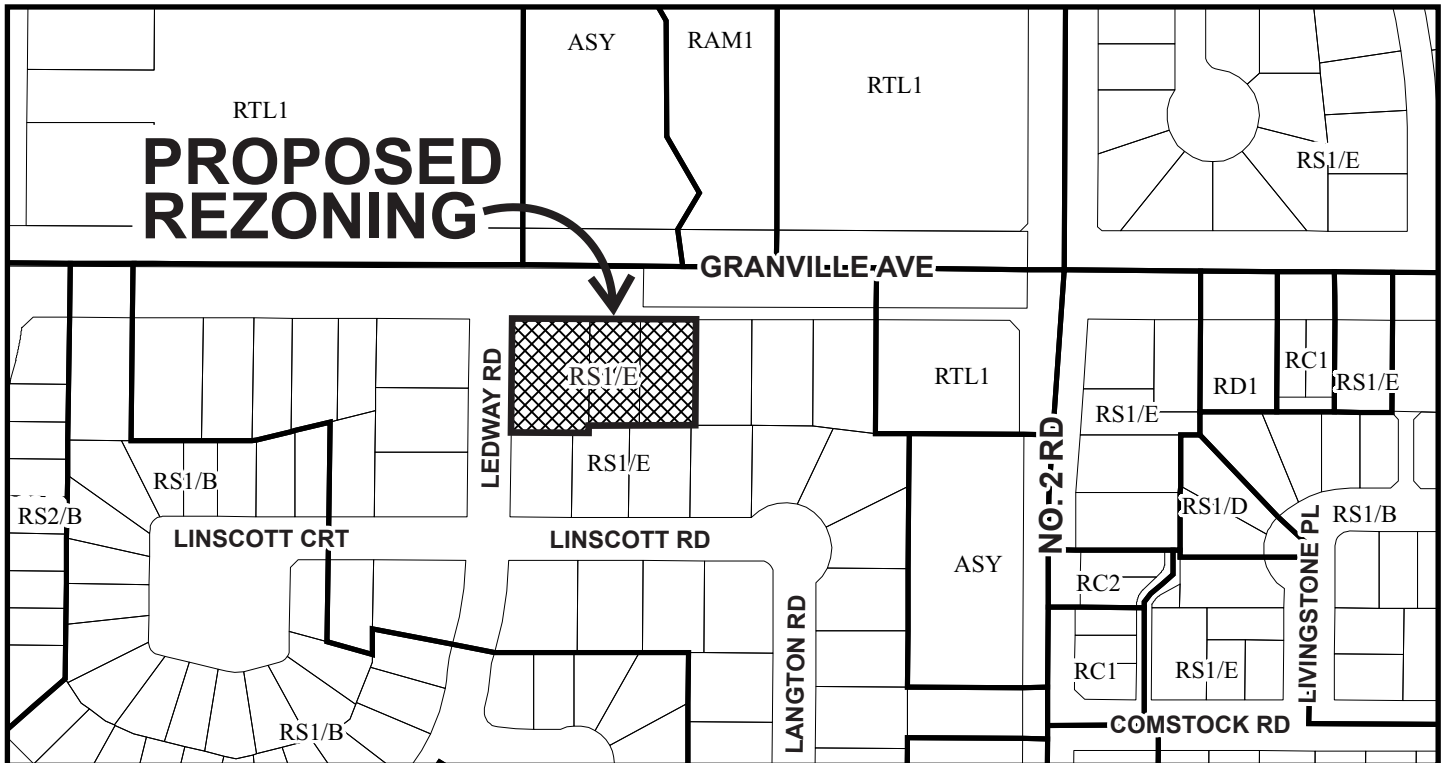 ASY
RAM1
RTL1
RTL1
PROPOSED
REZONING
RS1/E
GRANVILLE AVE
LEDWAY RD
RS1/E
RTL1
RD1
RC1
RS1/E
RS1/E
NO. 2 RD
RS1/B
RS1/E
RS2/B
RS1/D
RS1/B
LINSCOTT CRT
LINSCOTT RD
ASY
RC2
LIVINGSTONE PL
LANGTON RD
RC1
RS1/E
RS1/B
COMSTOCK RD